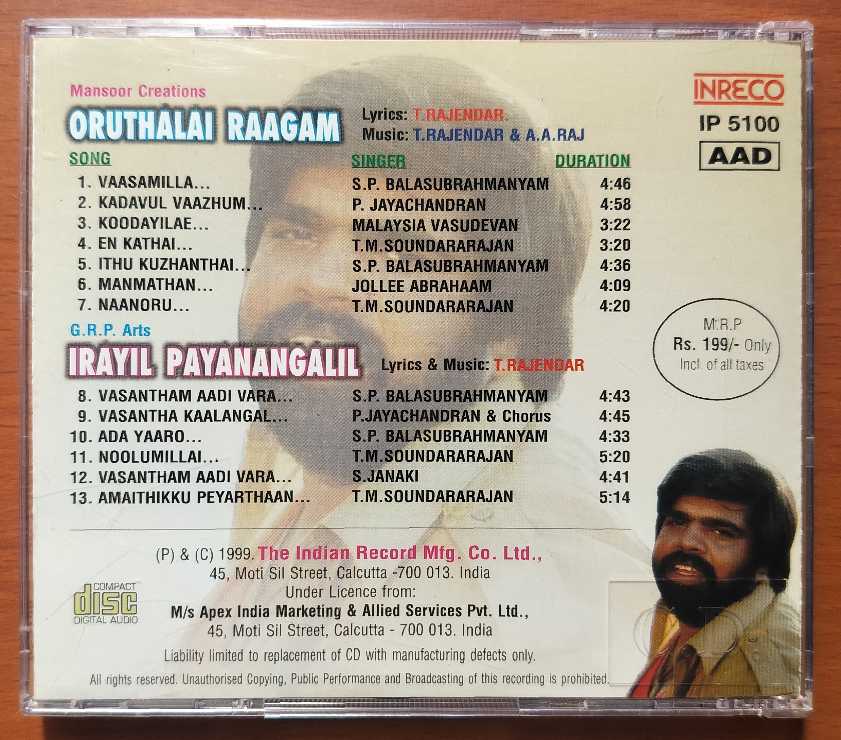 Mansoor Creations
ORUTHALAI RAAGAM
Lyrics: T.RAJENDAR.
Music: T.RAJENDAR & A.A.RAJ
INRECO
IP 5100
AAD
SONG SINGER DURATION
1. VAASAMILLA... S.P. BALASUBRAHMANYAM 4:46
2. KADAVUL VAAZHUM... P. JAYACHANDRAN 4:58
3. KOODAYILAE... MALAYSIA VASUDEVAN 3:22
4. EN KATHAI... T.M.SOUNDARARAJAN 3:20
5. ITHU KUZHANTHAI... S.P. BALASUBRAHMANYAM 4:36
6. MANMATHAN... JOLLEE ABRAHAAM 4:09
7. NAANORU... T.M.SOUNDARARAJAN 4:20
G.R.P. Arts
IRAYIL PAYANANGALIL Lyrics & Music: T.RAJENDAR
M.R.P
Rs. 199/- Only
Incl. of all taxes
8. VASANTHAM AADI VARA... S.P. BALASUBRAHMANYAM 4:43
9. VASANTHA KAALANGAL... P.JAYACHANDRAN & Chorus 4:45
10. ADA YAARO... S.P. BALASUBRAHMANYAM 4:33
11. NOOLUMILLAI... T.M.SOUNDARARAJAN 5:20
12. VASANTHAM AADI VARA... S.JANAKI 4:41
13. AMAITHIKKU PEYARTHAAN... T.M.SOUNDARARAJAN 5:14
(P) & (C) 1999. The Indian Record Mfg. Co. Ltd.,
45, Moti Sil Street, Calcutta -700 013. India
Under Licence from:
M/s Apex India Marketing & Allied Services Pvt. Ltd.,
45, Moti Sil Street, Calcutta - 700 013. India
COMPACT
disc
DIGITAL AUDIO
Liability limited to replacement of CD with manufacturing defects only.
All rights reserved. Unauthorised Copying, Public Performance and Broadcasting of this recording is prohibited.